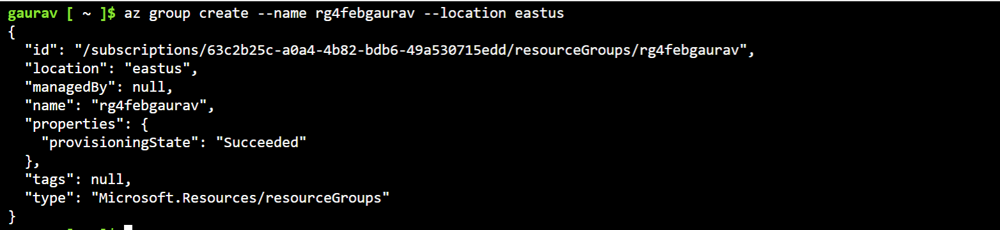 gaurav [ ~ ]$ az group create --name rg4febgaurav --location eastus
{
  "id": "/subscriptions/63c2b25c-a0a4-4b82-bdb6-49a530715edd/resourceGroups/rg4febgaurav",
  "location": "eastus",
  "managedBy": null,
  "name": "rg4febgaurav",
  "properties": {
    "provisioningState": "Succeeded"
  },
  "tags": null,
  "type": "Microsoft.Resources/resourceGroups"
}